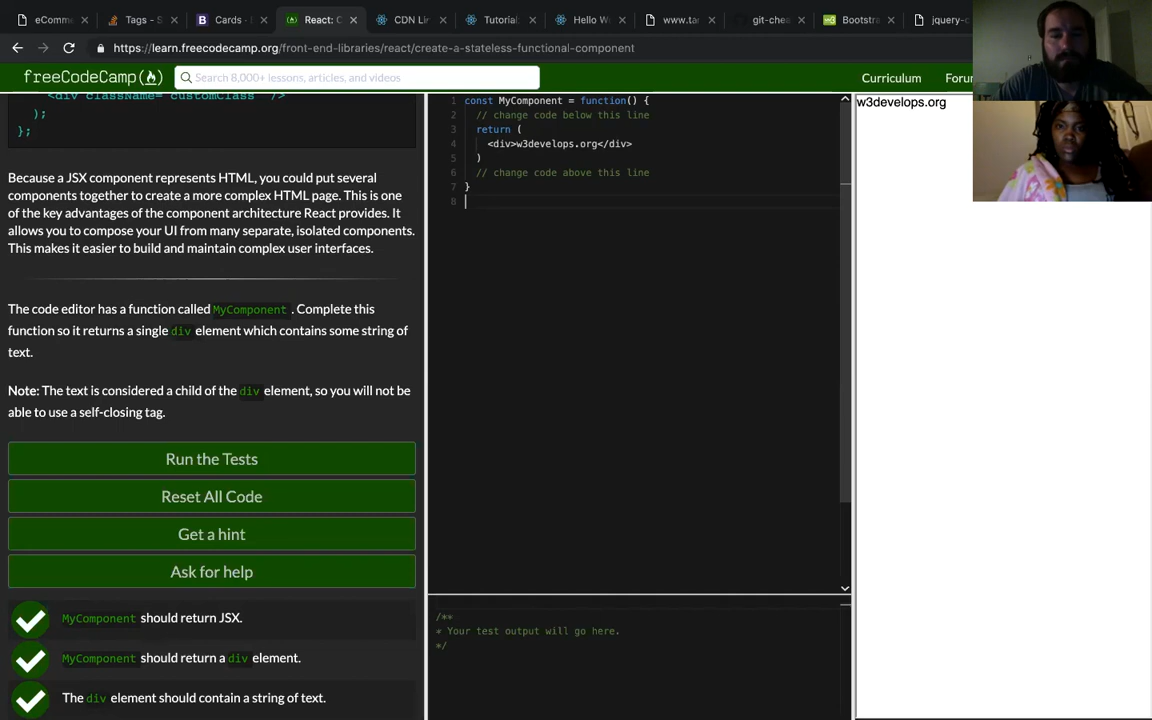 eComm
Tags - S
Cards -
React: C
CDN Lin
Tutorial:
Hello W
www.tar
git-chea
Bootstra
jquery-c
https://learn.freecodecamp.org/front-end-libraries/react/create-a-stateless-functional-component
freeCodeCamp
Search 8,000+ lessons, articles, and videos
Curriculum
Forum
<div className='customClass' />
);
};
Because a JSX component represents HTML, you could put several
components together to create a more complex HTML page. This is one
of the key advantages of the component architecture React provides. It
allows you to compose your UI from many separate, isolated components.
This makes it easier to build and maintain complex user interfaces.
The code editor has a function called MyComponent . Complete this
function so it returns a single div element which contains some string of
text.
Note: The text is considered a child of the div element, so you will not be
able to use a self-closing tag.
Run the Tests
Reset All Code
Get a hint
Ask for help
MyComponent should return JSX.
MyComponent should return a div element.
The div element should contain a string of text.
1 const MyComponent = function() {
2 // change code below this line
3 return (
4 <div>w3develops.org</div>
5 )
6 // change code above this line
7 }
8
/**
* Your test output will go here.
*/
w3develops.org